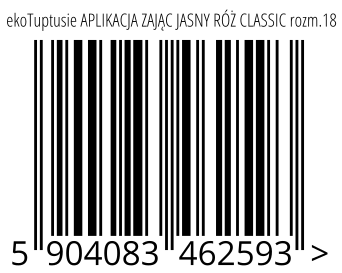 ekoTuptusie APLIKACJA ZAJĄC JASNY RÓŻ CLASSIC rozm.18
5 904083 462593 >